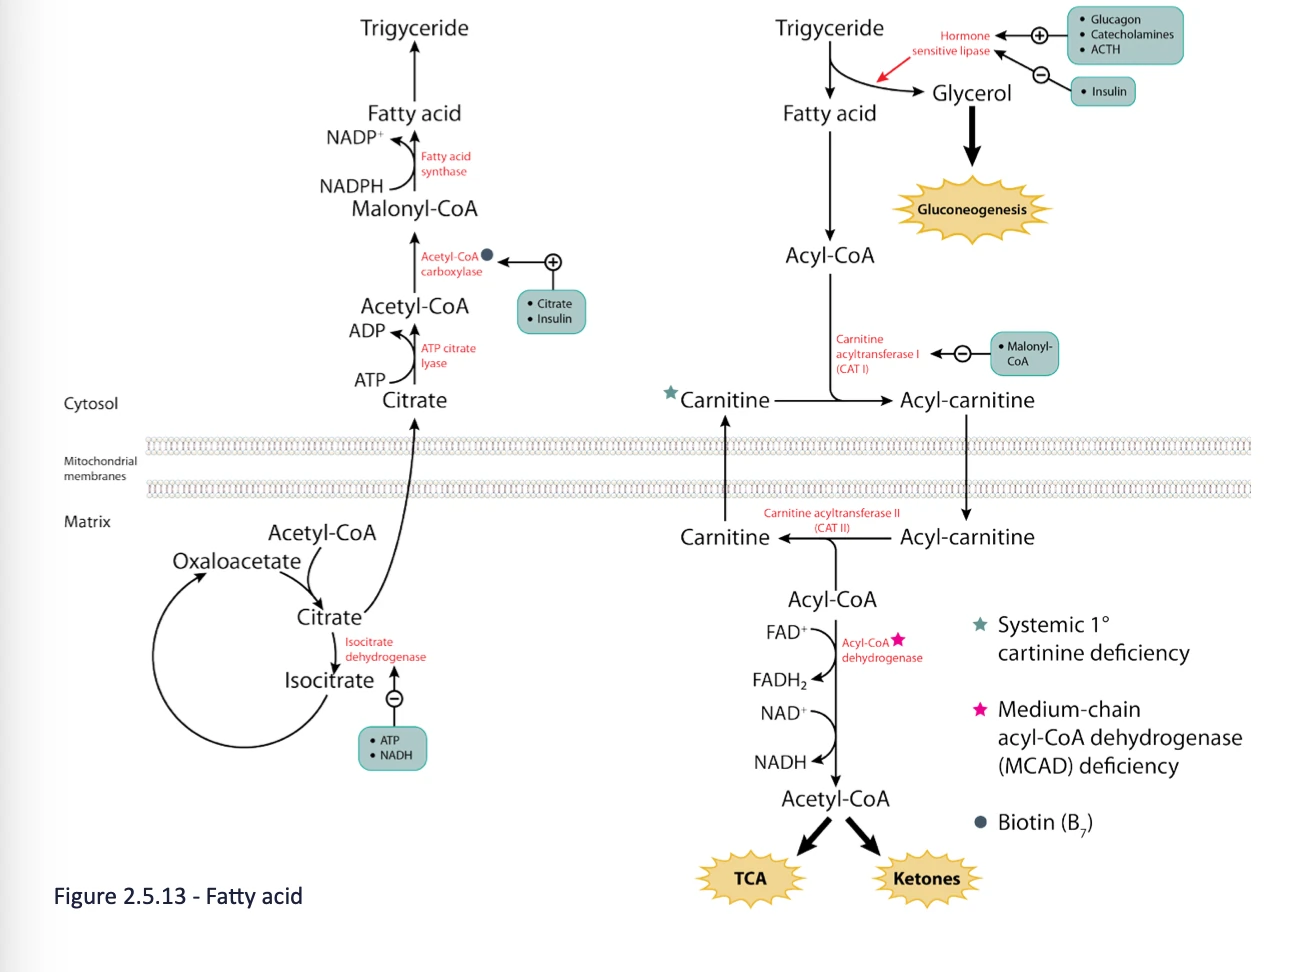 Trigyceride
Fatty acid
NADP⁺
Fatty acid
synthase
NADPH
Malonyl-CoA
Acetyl-CoA
carboxylase
+
• Citrate
• Insulin
Acetyl-CoA
ADP
ATP citrate
lyase
ATP
Citrate
Cytosol
Mitochondrial
membranes
Matrix
Acetyl-CoA
Oxaloacetate
Citrate
Isocitrate
dehydrogenase
Isocitrate
−
• ATP
• NADH
Trigyceride
Hormone
sensitive lipase
+
• Glucagon
• Catecholamines
• ACTH
−
• Insulin
Glycerol
Fatty acid
Gluconeogenesis
Acyl-CoA
Carnitine
acyltransferase I
(CAT I)
−
• Malonyl-
CoA
Carnitine
Acyl-carnitine
Carnitine acyltransferase II
(CAT II)
Carnitine
Acyl-carnitine
Acyl-CoA
FAD⁺
Acyl-CoA
dehydrogenase
FADH₂
NAD⁺
NADH
Acetyl-CoA
TCA
Ketones
Systemic 1°
cartinine deficiency
Medium-chain
acyl-CoA dehydrogenase
(MCAD) deficiency
Biotin (B₇)
Figure 2.5.13 - Fatty acid